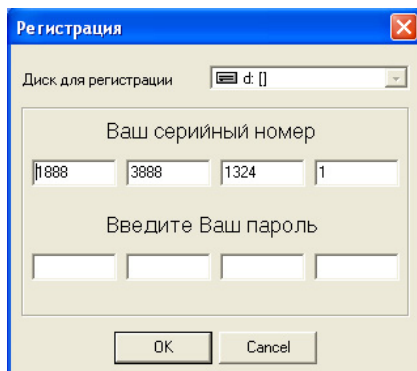 Регистрация
Диск для регистрации d: []
Ваш серийный номер
1888 3888 1324 1
Введите Ваш пароль
OK Cancel